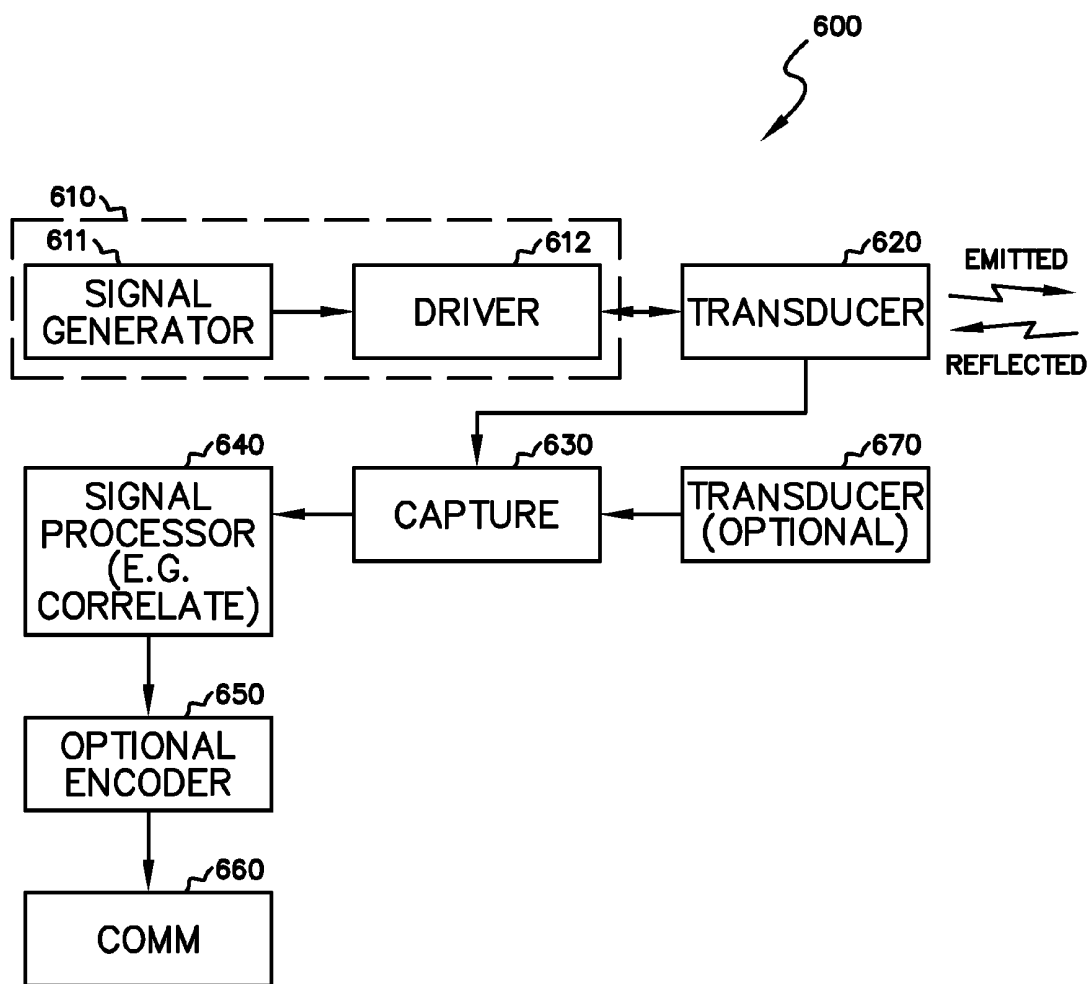 600
610
611
612
620
SIGNAL
GENERATOR
DRIVER
TRANSDUCER
EMITTED
REFLECTED
640
630
670
SIGNAL
PROCESSOR
(E.G.
CORRELATE)
CAPTURE
TRANSDUCER
(OPTIONAL)
650
OPTIONAL
ENCODER
660
COMM